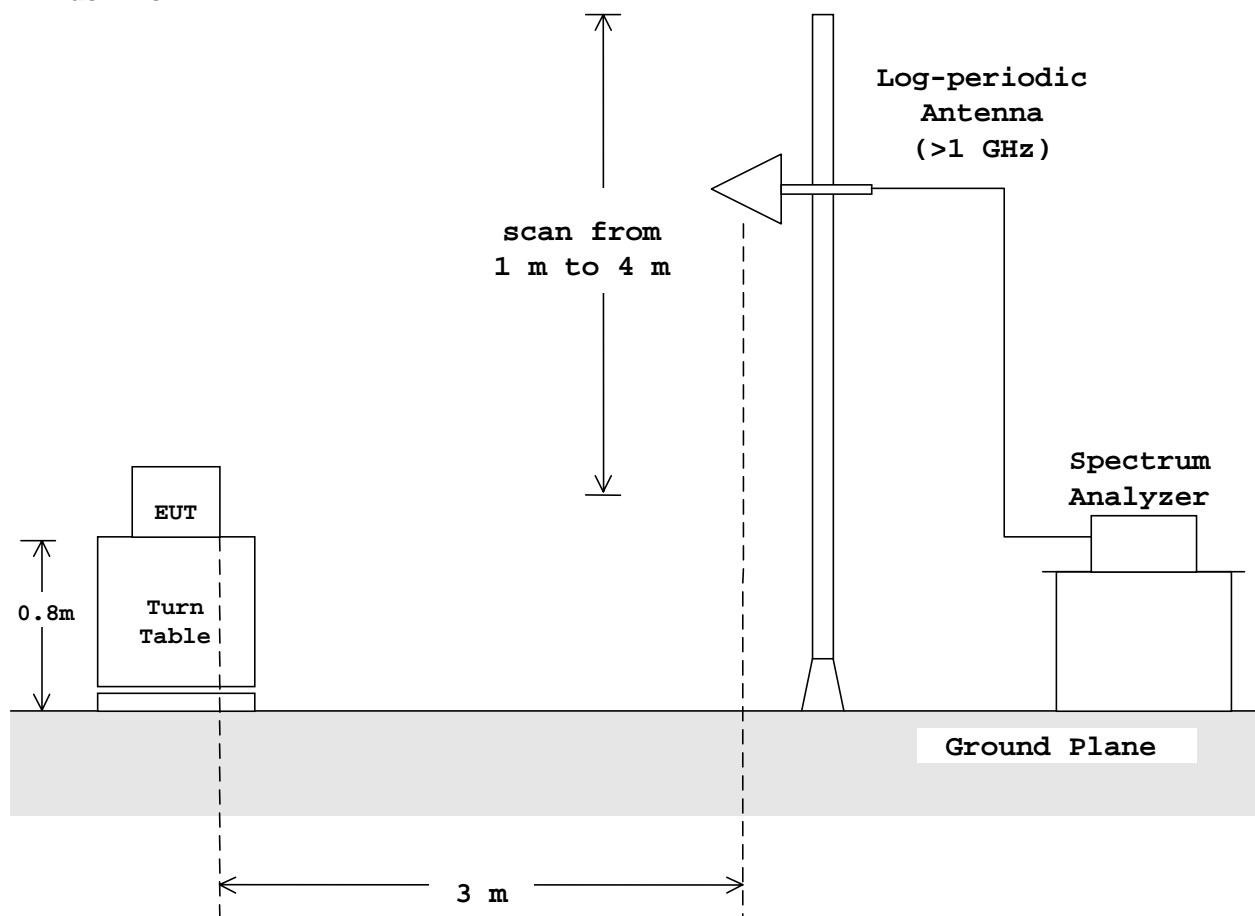 Log-periodic
Antenna
(>1 GHz)
scan from
1 m to 4 m
Spectrum
Analyzer
EUT
0.8m
Turn
Table
Ground Plane
3 m